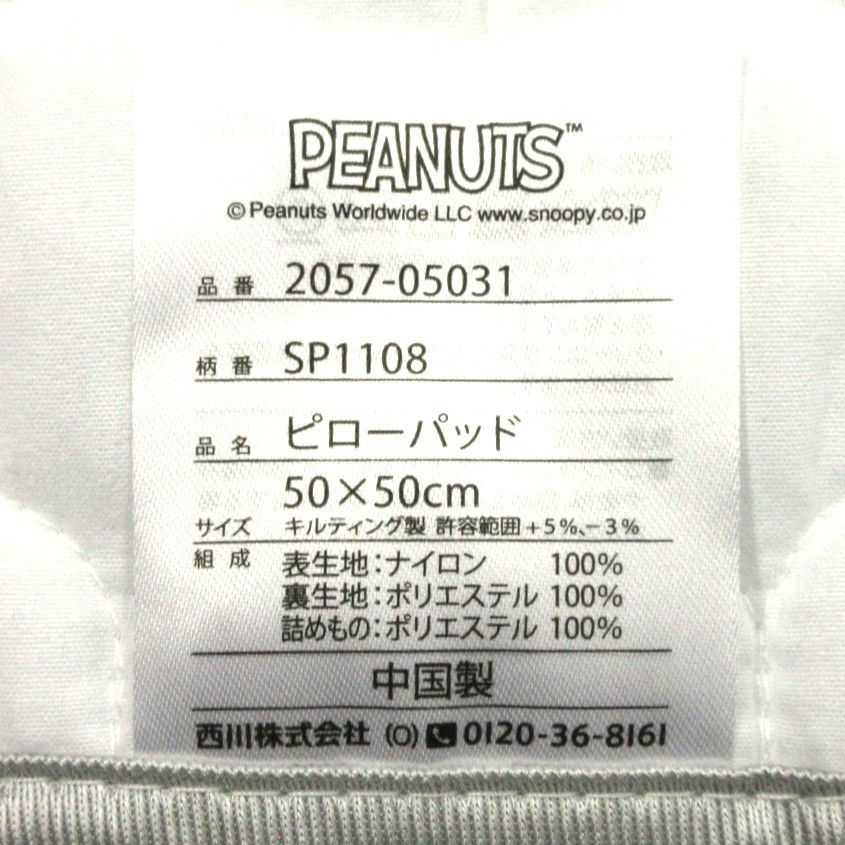 PEANUTS™
© Peanuts Worldwide LLC www.snoopy.co.jp
品番 2057-05031
柄番 SP1108
品名 ピローパッド
50×50cm
サイズ キルティング製 許容範囲+5%、-3%
組成 表生地:ナイロン 100%
裏生地:ポリエステル 100%
詰めもの:ポリエステル 100%
中国製
西川株式会社 (O) 0120-36-8161